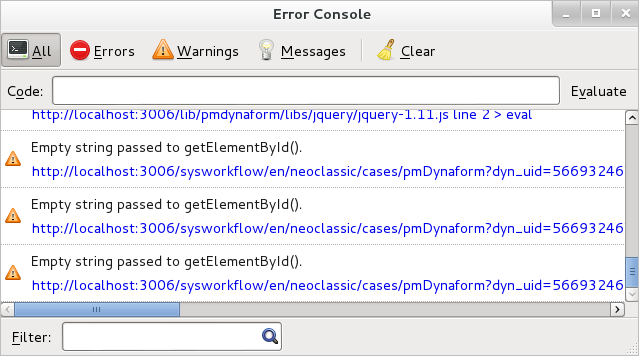 Error Console
All Errors Warnings Messages Clear
Code: Evaluate
http://localhost:3006/lib/pmdynaform/libs/jquery/jquery-1.11.js line 2 > eval
Empty string passed to getElementById().
http://localhost:3006/sysworkflow/en/neoclassic/cases/pmDynaform?dyn_uid=56693246
Empty string passed to getElementById().
http://localhost:3006/sysworkflow/en/neoclassic/cases/pmDynaform?dyn_uid=56693246
Empty string passed to getElementById().
http://localhost:3006/sysworkflow/en/neoclassic/cases/pmDynaform?dyn_uid=56693246
Filter: